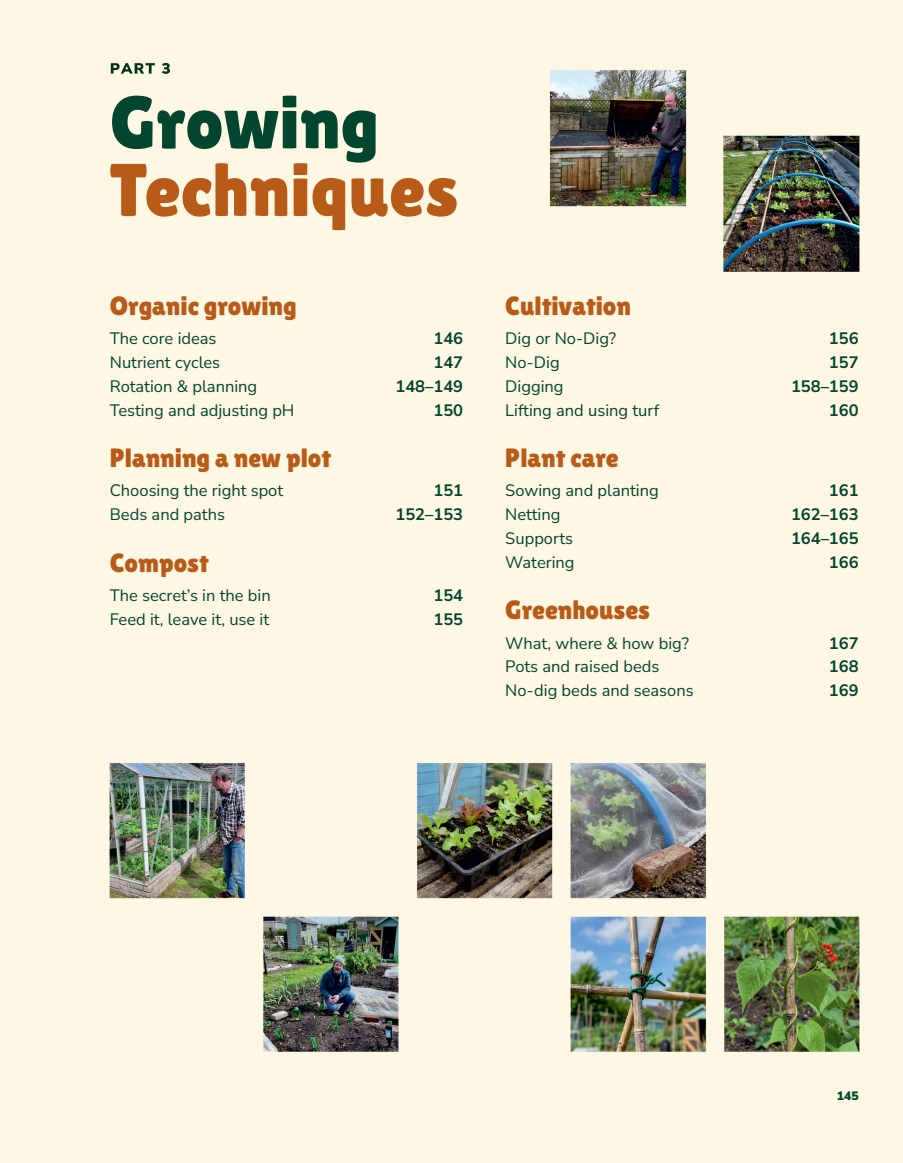 PART 3
Growing
Techniques
Organic growing
The core ideas 146
Nutrient cycles 147
Rotation & planning 148–149
Testing and adjusting pH 150
Planning a new plot
Choosing the right spot 151
Beds and paths 152–153
Compost
The secret's in the bin 154
Feed it, leave it, use it 155
Cultivation
Dig or No-Dig? 156
No-Dig 157
Digging 158–159
Lifting and using turf 160
Plant care
Sowing and planting 161
Netting 162–163
Supports 164–165
Watering 166
Greenhouses
What, where & how big? 167
Pots and raised beds 168
No-dig beds and seasons 169
145